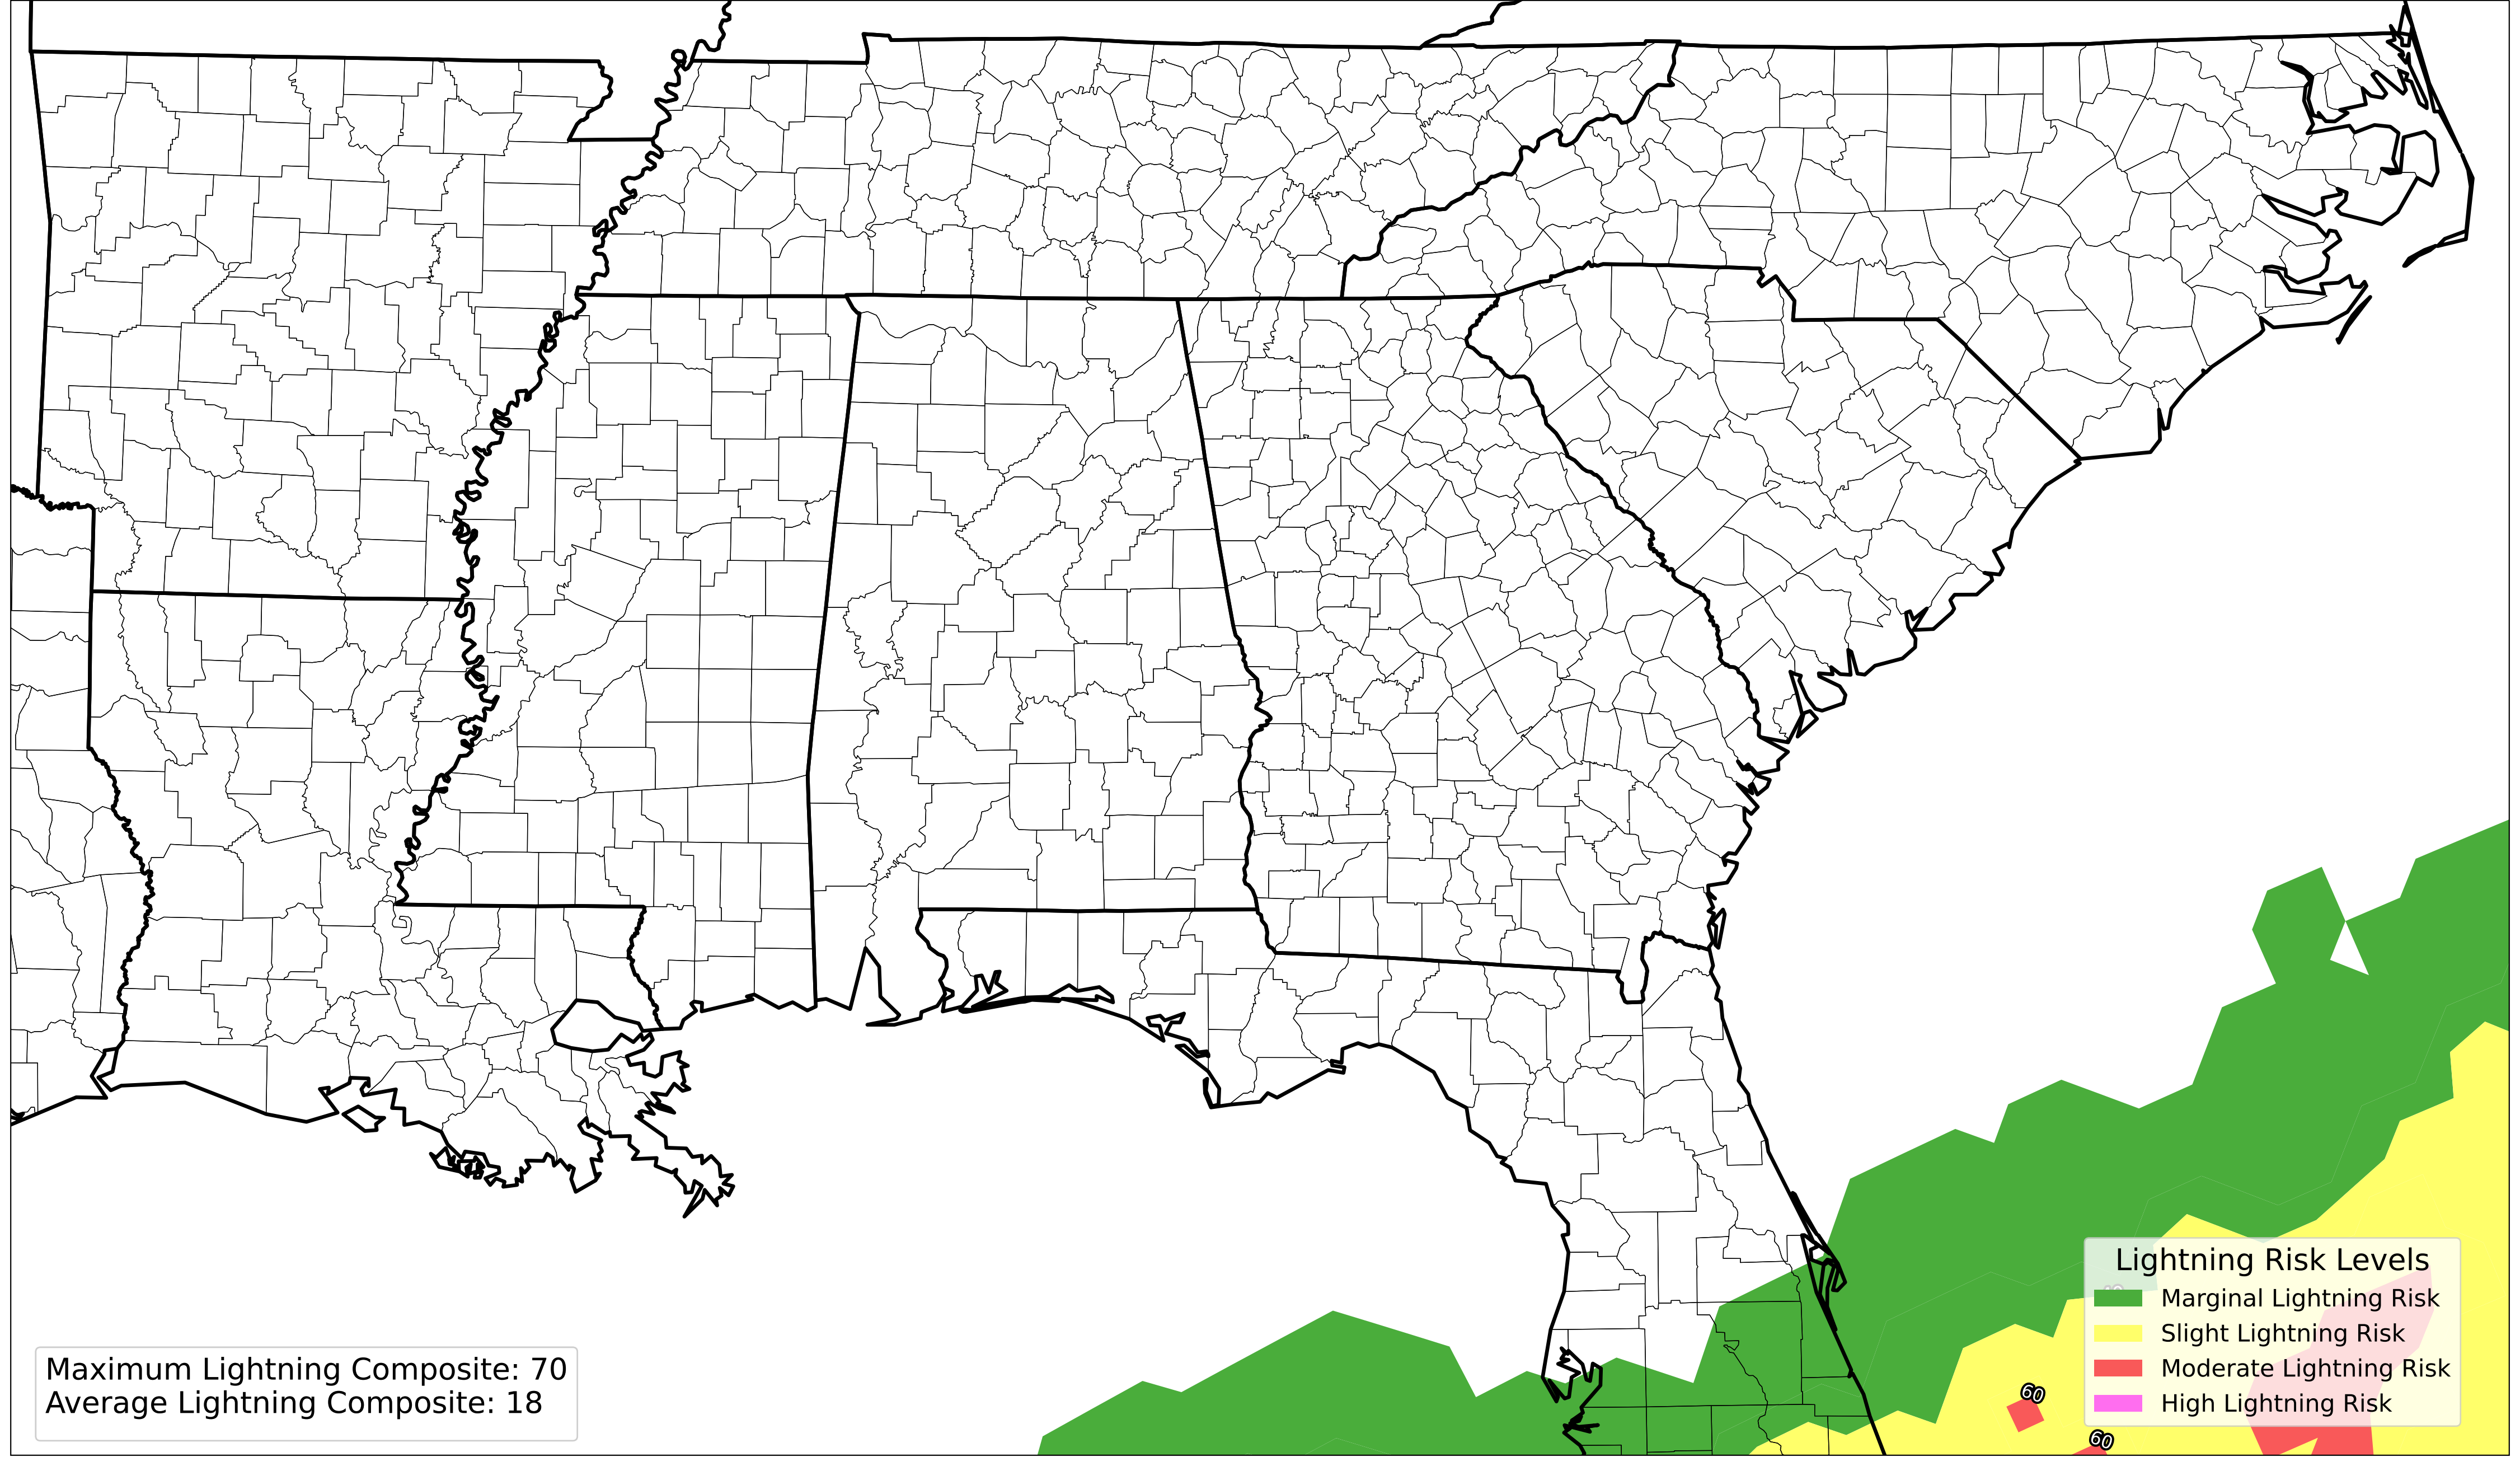 Lightning Risk Levels
Marginal Lightning Risk
Slight Lightning Risk
Moderate Lightning Risk
High Lightning Risk
Maximum Lightning Composite: 70
Average Lightning Composite: 18
60
60